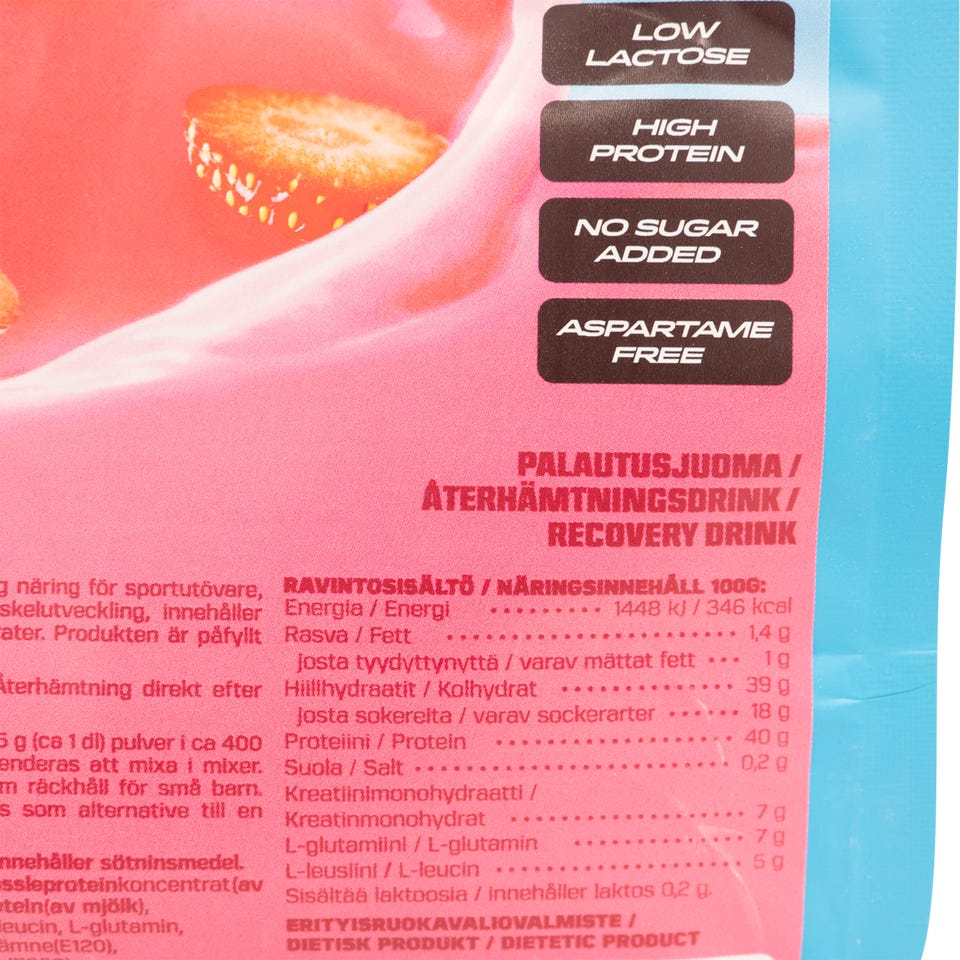 LOW
LACTOSE
HIGH
PROTEIN
NO SUGAR
ADDED
ASPARTAME
FREE
PALAUTUSJUOMA /
ÅTERHÄMTNINGSDRINK /
RECOVERY DRINK
g näring för sportutövare,
skelutveckling, innehåller
rater. Produkten är påfyllt
Återhämtning direkt efter
5 g (ca 1 dl) pulver i ca 400
enderas att mixa i mixer.
m räckhåll för små barn.
s som alternative till en
nnehåller sötninsmedel.
ssleproteinkoncentrat(av
tein(av mjölk),
leucin, L-glutamin,
ämne(E120),
RAVINTOSISÄLTÖ / NÄRINGSINNEHÅLL 100G:
Energia / Energi ·········· 1448 kJ / 346 kcal
Rasva / Fett ······························ 1,4 g
josta tyydyttynyttä / varav mättat fett ··· 1 g
Hiilihydraatit / Kolhydrat ················ 39 g
josta sokereita / varav sockerarter ······ 18 g
Proteiini / Protein ······················· 40 g
Suola / Salt ······························ 0,2 g
Kreatiinimonohydraatti /
Kreatinmonohydrat ························ 7 g
L-glutamiini / L-glutamin ················ 7 g
L-leusiini / L-leucin ······················ 5 g
Sisältää laktoosia / innehåller laktos 0,2 g.
ERITYISRUOKAVALIOVALMISTE /
DIETISK PRODUKT / DIETETIC PRODUCT